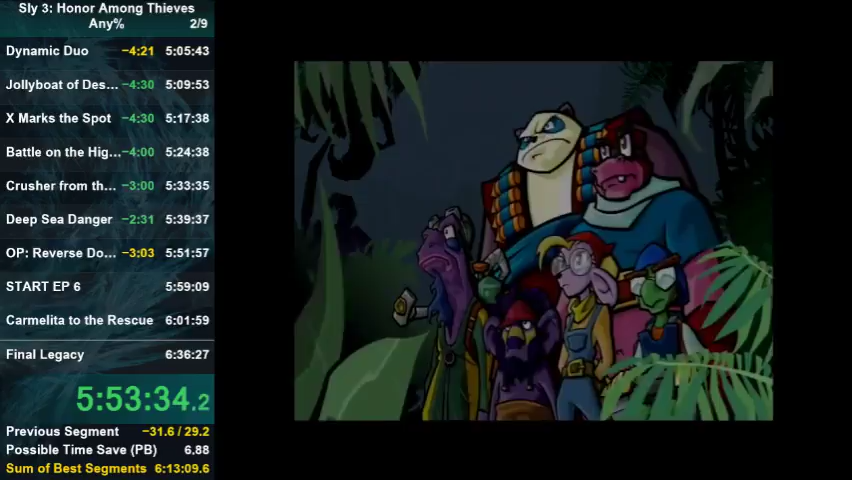 Sly 3: Honor Among Thieves
Any% 2/9
Dynamic Duo −4:21 5:05:43
Jollyboat of Des... −4:30 5:09:53
X Marks the Spot −4:30 5:17:38
Battle on the Hig... −4:00 5:24:38
Crusher from th... −3:00 5:33:35
Deep Sea Danger −2:31 5:39:37
OP: Reverse Do... −3:03 5:51:57
START EP 6 5:59:09
Carmelita to the Rescue 6:01:59
Final Legacy 6:36:27
5:53:34.2
Previous Segment −31.6 / 29.2
Possible Time Save (PB) 6.88
Sum of Best Segments 6:13:09.6